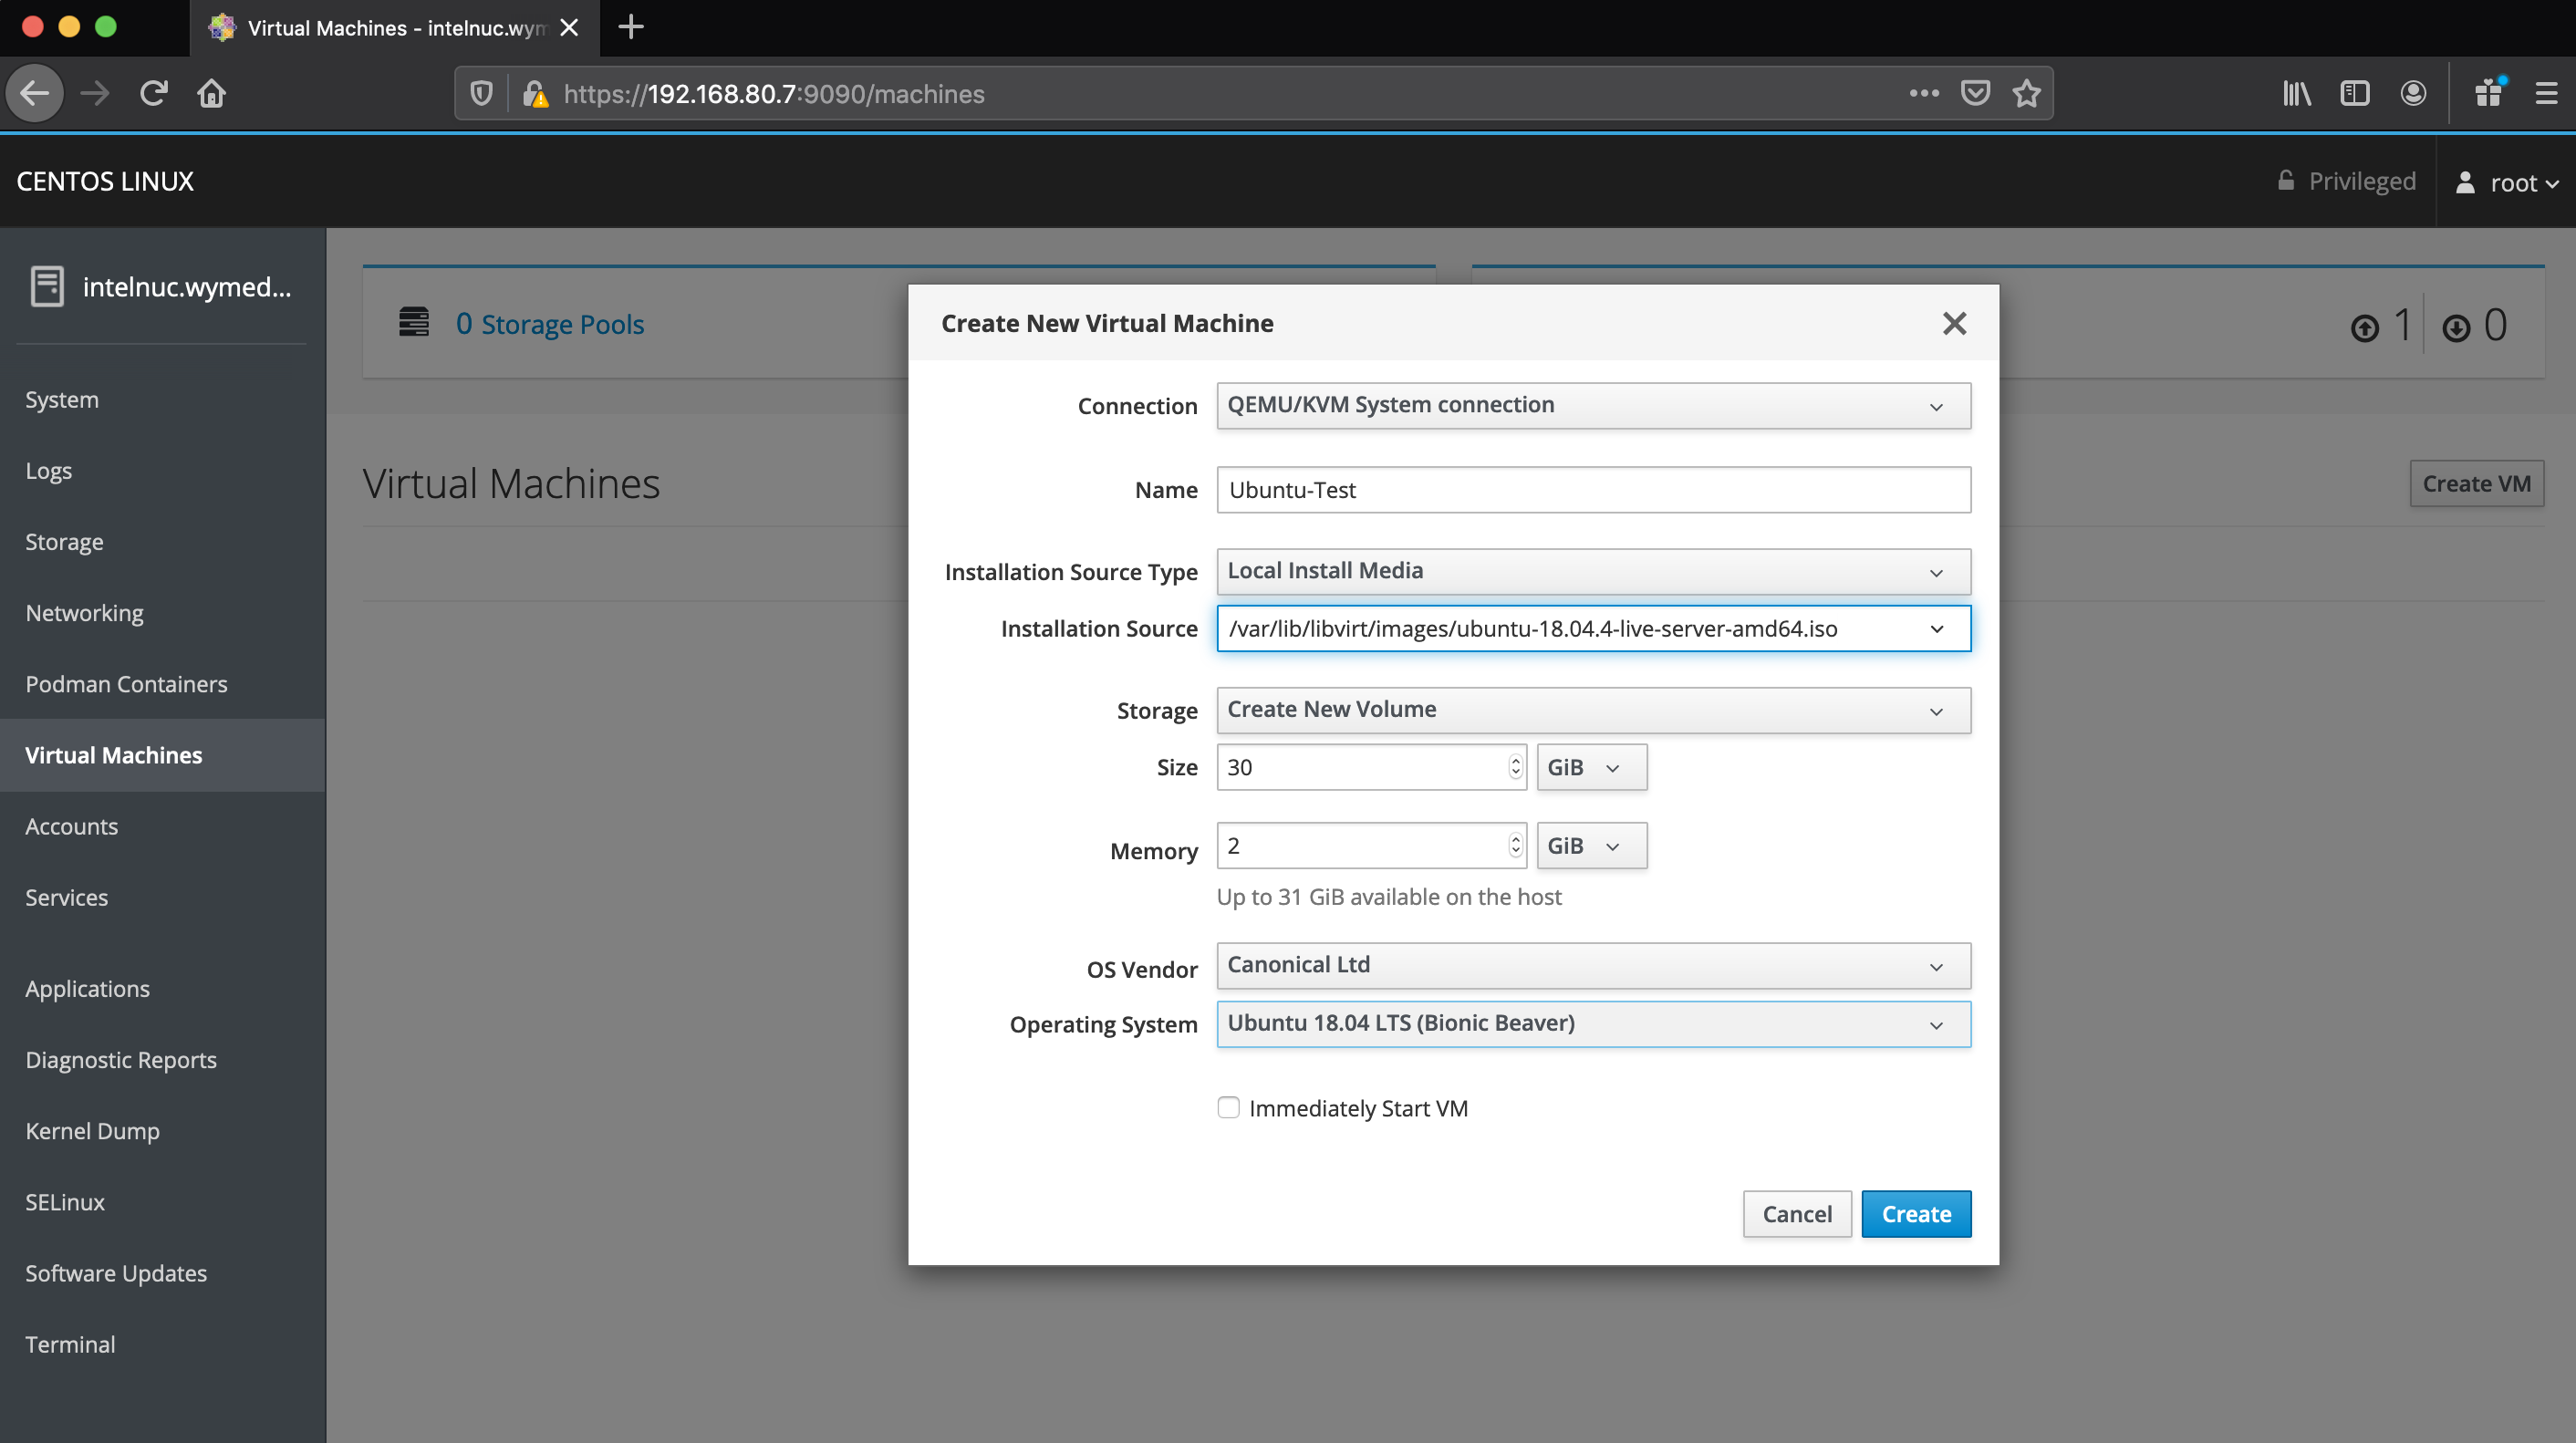 Virtual Machines - intelnuc.wym
https://192.168.80.7:9090/machines
CENTOS LINUX
Privileged
root
intelnuc.wymed...
System
Logs
Storage
Networking
Podman Containers
Virtual Machines
Accounts
Services
Applications
Diagnostic Reports
Kernel Dump
SELinux
Software Updates
Terminal
0 Storage Pools
1 0
Virtual Machines
Create VM
Create New Virtual Machine
Connection QEMU/KVM System connection
Name Ubuntu-Test
Installation Source Type Local Install Media
Installation Source /var/lib/libvirt/images/ubuntu-18.04.4-live-server-amd64.iso
Storage Create New Volume
Size 30 GiB
Memory 2 GiB
Up to 31 GiB available on the host
OS Vendor Canonical Ltd
Operating System Ubuntu 18.04 LTS (Bionic Beaver)
Immediately Start VM
Cancel Create